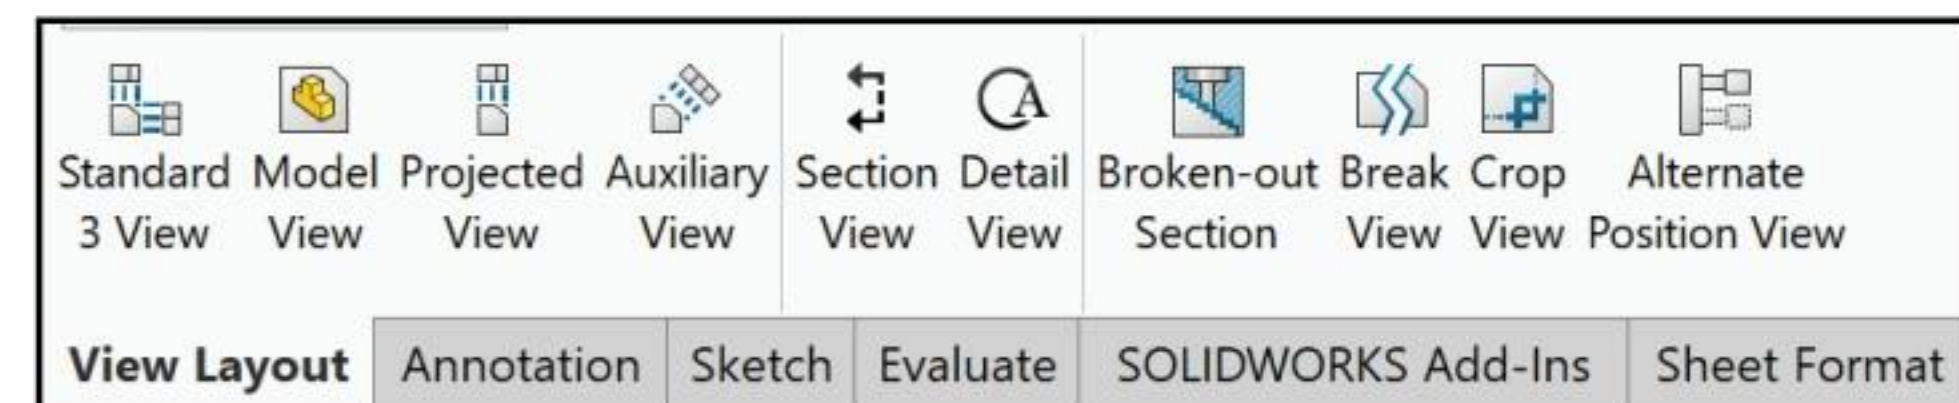 Standard Model Projected Auxiliary Section Detail Broken-out Break Crop Alternate
3 View View View View View View Section View View Position View
View Layout Annotation Sketch Evaluate SOLIDWORKS Add-Ins Sheet Format